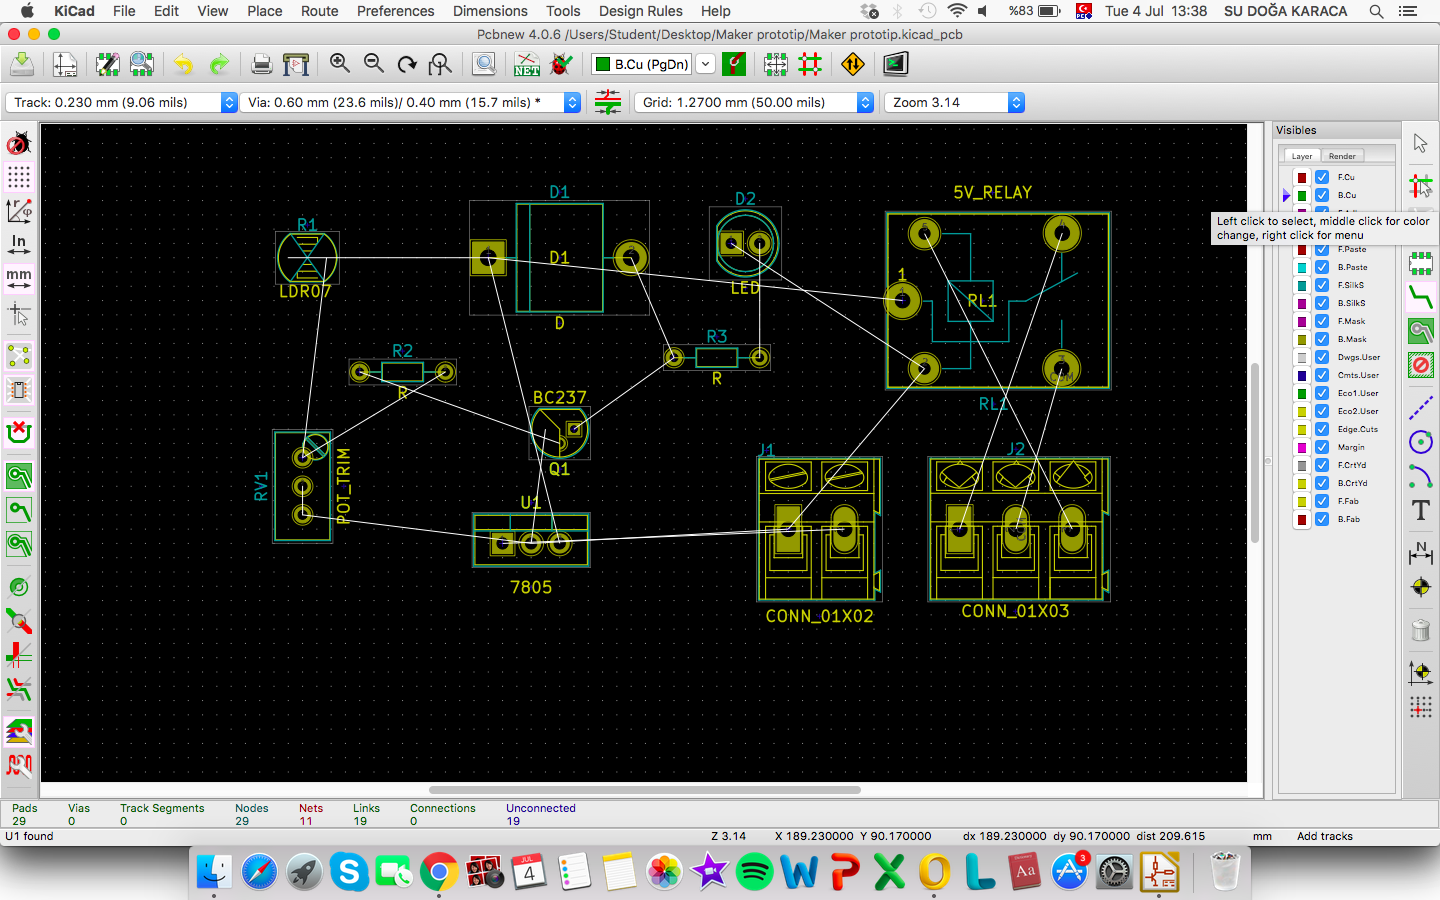 KiCad File Edit View Place Route Preferences Dimensions Tools Design Rules Help %83 Tue 4 Jul 13:38 SU DOĞA KARACA
Pcbnew 4.0.6 /Users/Student/Desktop/Maker prototip/Maker prototip.kicad_pcb
NET B.Cu (PgDn)
Track: 0.230 mm (9.06 mils) Via: 0.60 mm (23.6 mils)/ 0.40 mm (15.7 mils) * Grid: 1.2700 mm (50.00 mils) Zoom 3.14
Visibles
Layer Render
F.Cu
B.Cu
Left click to select, middle click for color
change, right click for menu
F.Paste
B.Paste
F.SilkS
B.SilkS
F.Mask
B.Mask
Dwgs.User
Cmts.User
Eco1.User
Eco2.User
Edge.Cuts
Margin
F.CrtYd
B.CrtYd
F.Fab
B.Fab
In
mm
T
N
R1
LDR07
D1
D1
D
D2
LED
5V_RELAY
1
RL1
RL1
COM
R2
R
R3
R
BC237
Q1
RV1
POT_TRIM
U1
7805
J1
CONN_01X02
J2
CONN_01X03
Pads Vias Track Segments Nodes Nets Links Connections Unconnected
29 0 0 29 11 19 0 19
U1 found Z 3.14 X 189.230000 Y 90.170000 dx 189.230000 dy 90.170000 dist 209.615 mm Add tracks
JUL
4
Aa
3